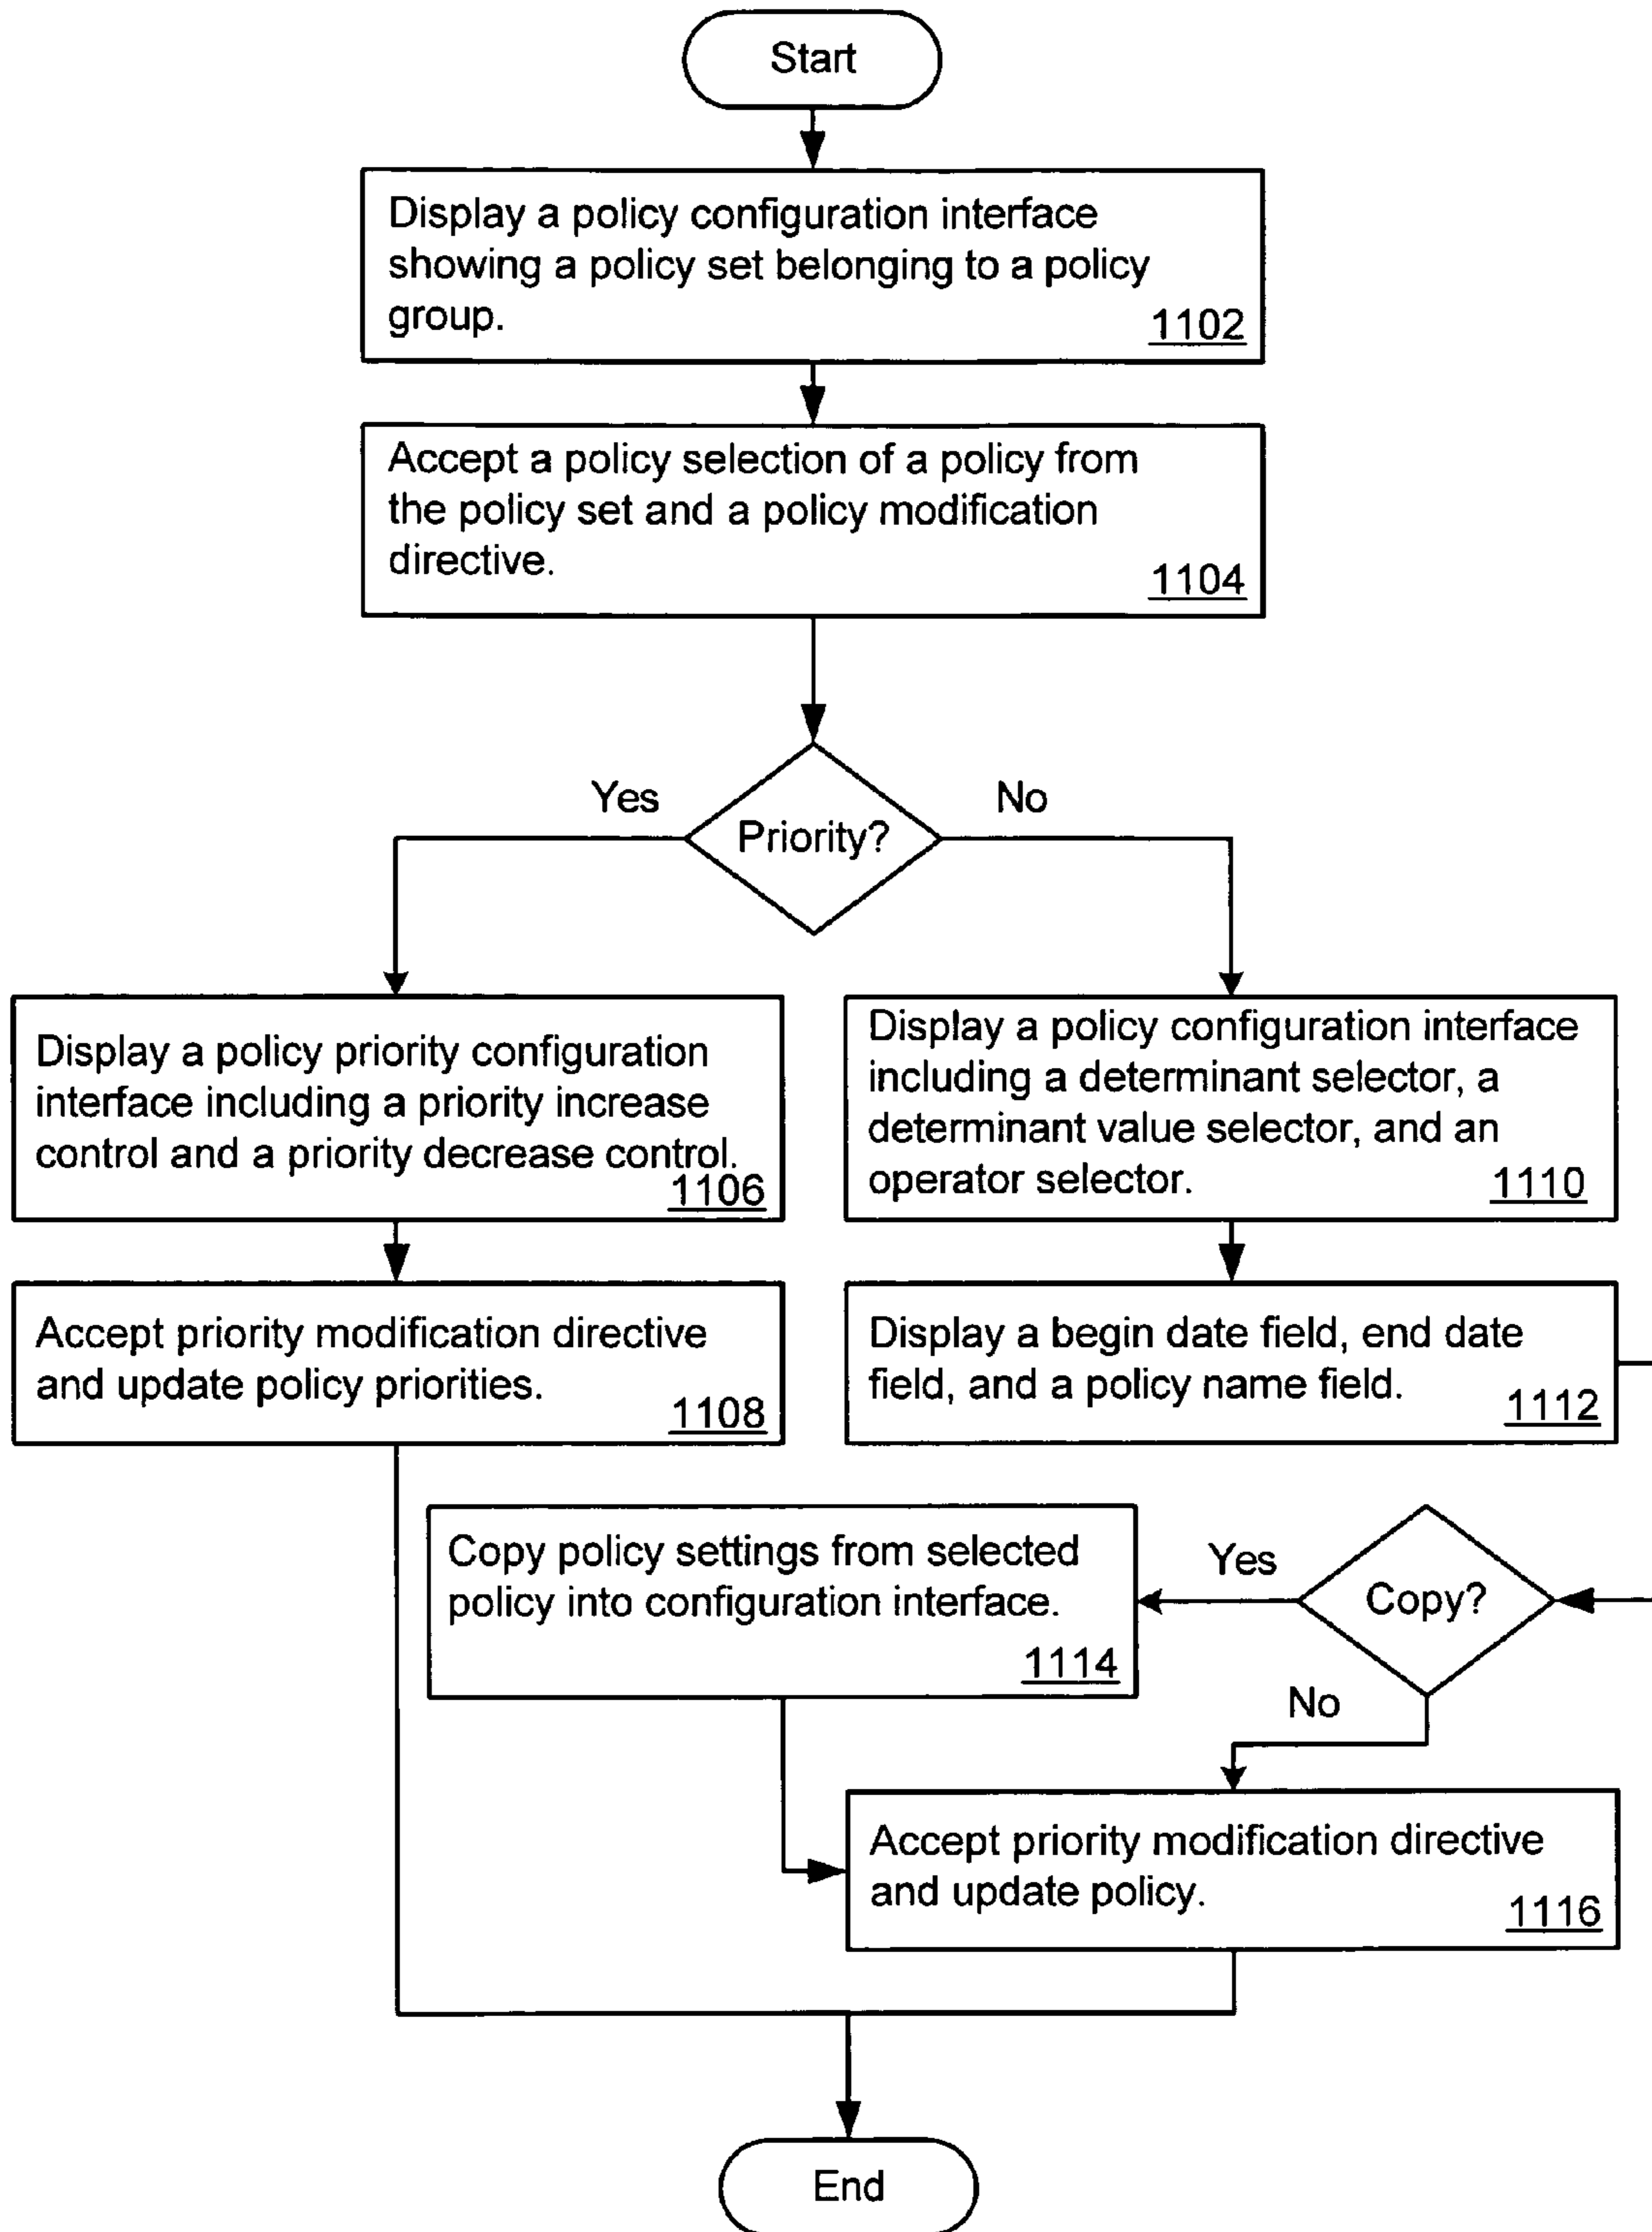 Start
Display a policy configuration interface
showing a policy set belonging to a policy
group.
1102
Accept a policy selection of a policy from
the policy set and a policy modification
directive.
1104
Yes
No
Priority?
Display a policy priority configuration
interface including a priority increase
control and a priority decrease control.
1106
Display a policy configuration interface
including a determinant selector, a
determinant value selector, and an
operator selector.
1110
Accept priority modification directive
and update policy priorities.
1108
Display a begin date field, end date
field, and a policy name field.
1112
Copy policy settings from selected
policy into configuration interface.
1114
Yes
Copy?
No
Accept priority modification directive
and update policy.
1116
End